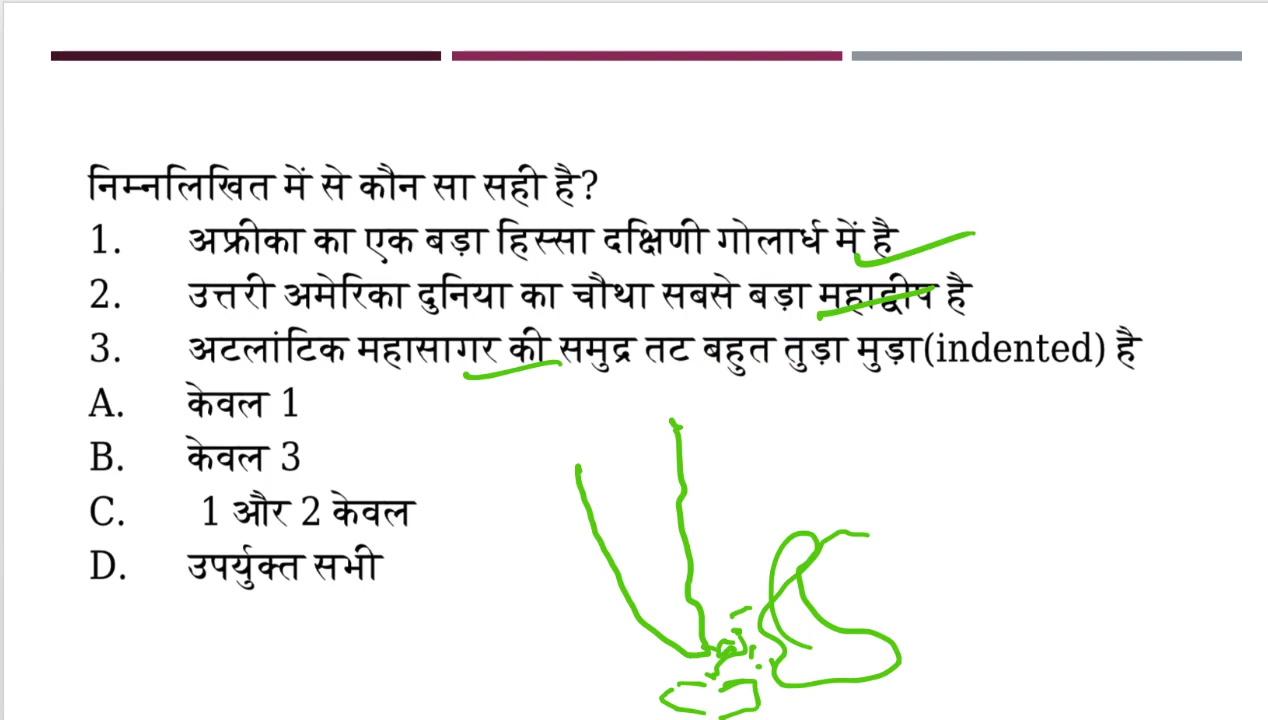 निम्नलिखित में से कौन सा सही है?
1. अफ्रीका का एक बड़ा हिस्सा दक्षिणी गोलार्ध में है
2. उत्तरी अमेरिका दुनिया का चौथा सबसे बड़ा महाद्वीप है
3. अटलांटिक महासागर की समुद्र तट बहुत तुड़ा मुड़ा(indented) है
A. केवल 1
B. केवल 3
C. 1 और 2 केवल
D. उपर्युक्त सभी